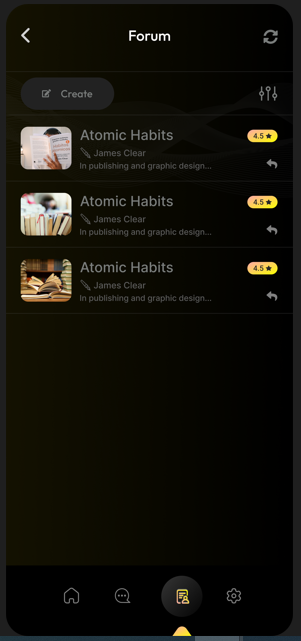 Forum
Create
Atomic Habits
4.5
James Clear
In publishing and graphic design...
Atomic Habits
4.5
James Clear
In publishing and graphic design...
Atomic Habits
4.5
James Clear
In publishing and graphic design...